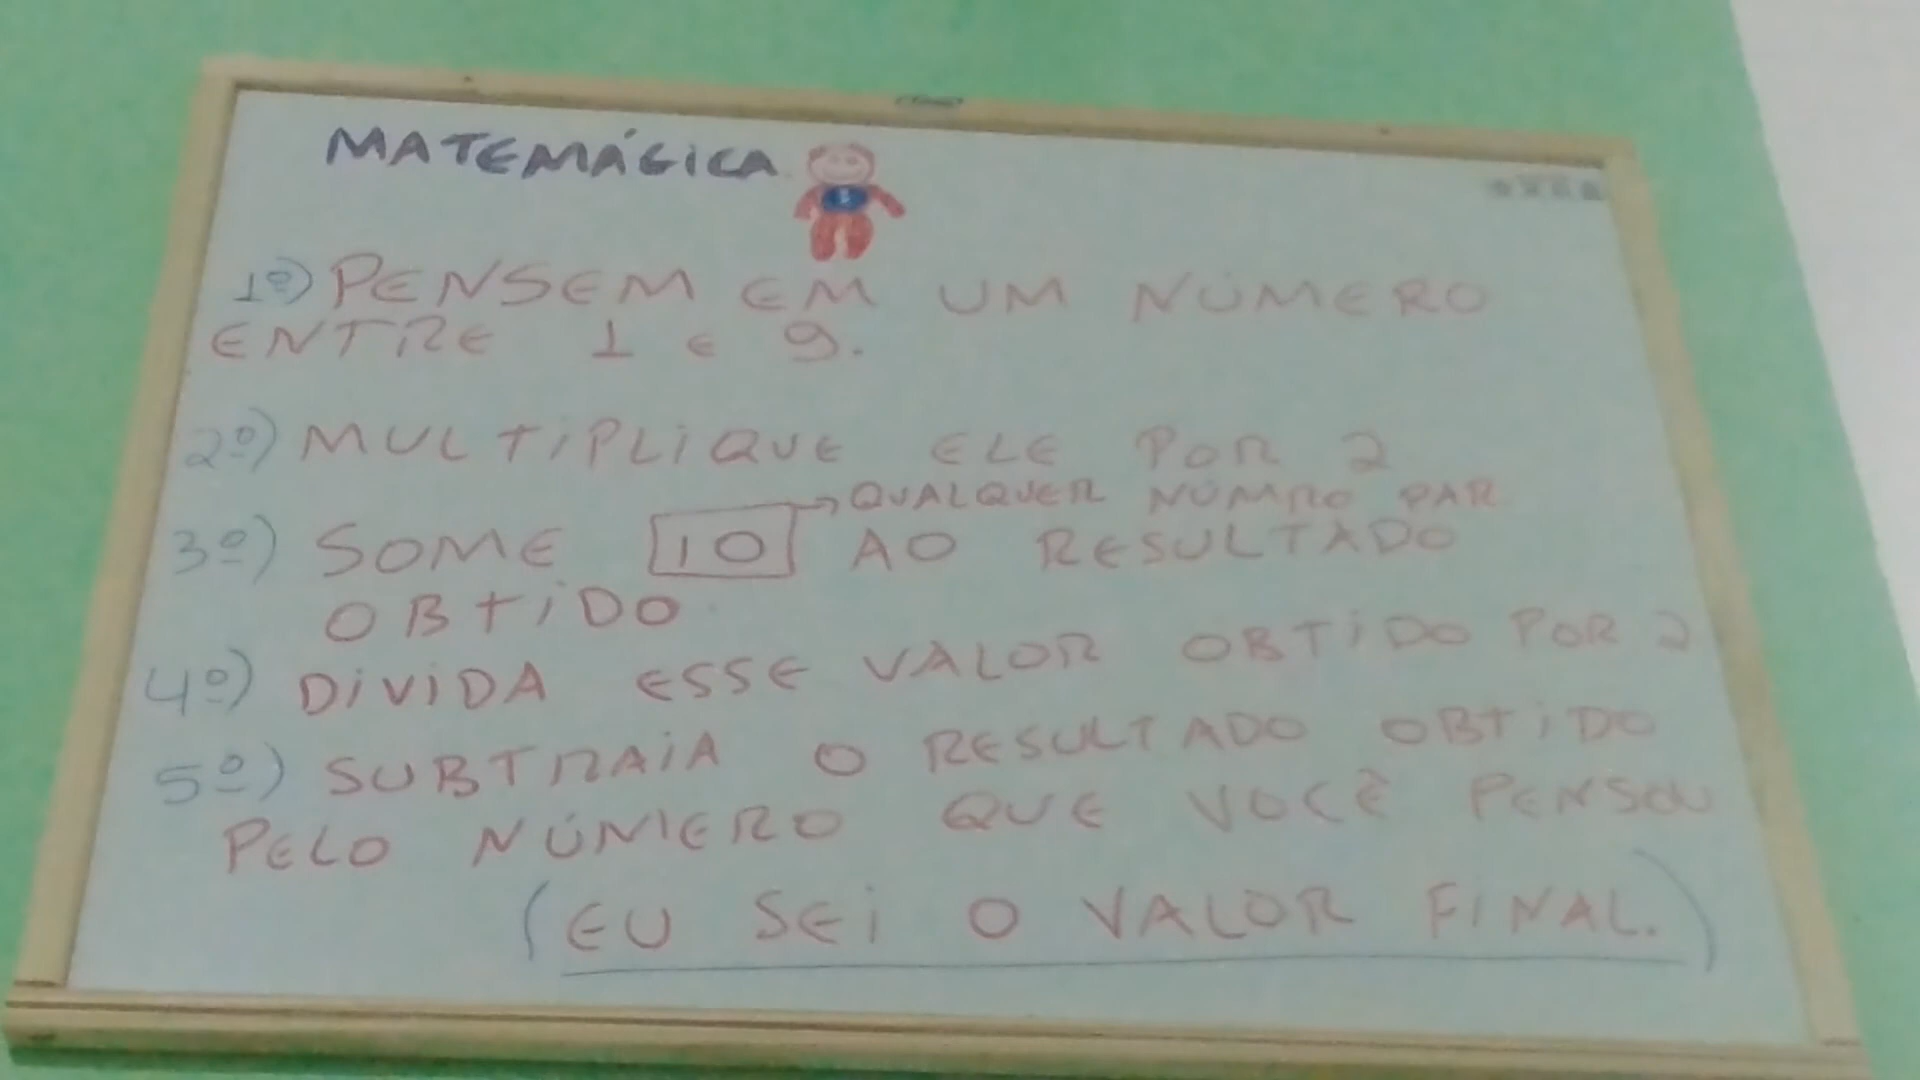 MATEMÁGICA
1º) PENSEM EM UM NÚMERO
ENTRE 1 E 9.
2º) MULTIPLIQUE ELE POR 2
→ QUALQUER NÚMRO PAR
3º) SOME 10 AO RESULTADO
OBTIDO
4º) DIVIDA ESSE VALOR OBTIDO POR 2
5º) SUBTRAIA O RESULTADO OBTIDO
PELO NÚMERO QUE VOCÊ PENSOU
(EU SEI O VALOR FINAL.)